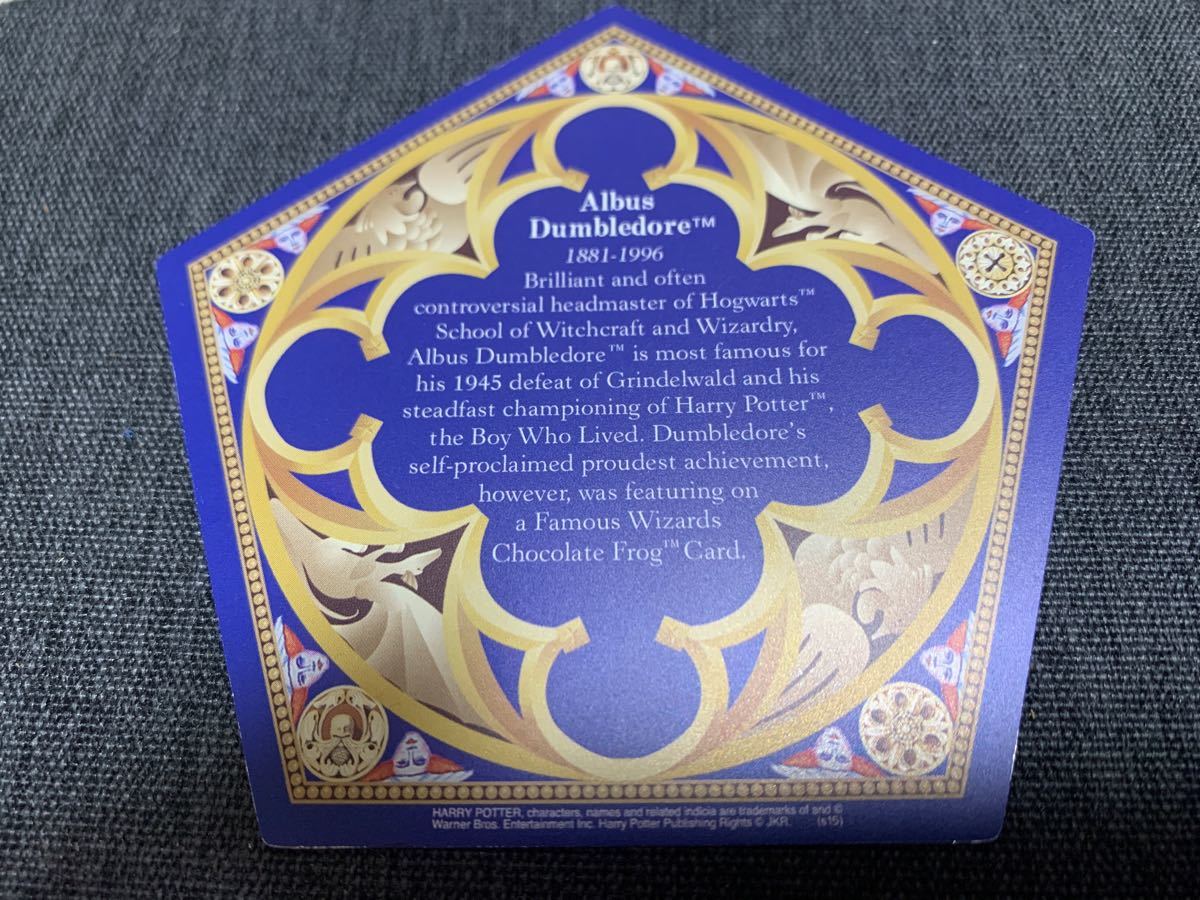 Albus
Dumbledore™
1881-1996
Brilliant and often
controversial headmaster of Hogwarts™
School of Witchcraft and Wizardry,
Albus Dumbledore™ is most famous for
his 1945 defeat of Grindelwald and his
steadfast championing of Harry Potter™,
the Boy Who Lived. Dumbledore's
self-proclaimed proudest achievement,
however, was featuring on
a Famous Wizards
Chocolate Frog™ Card.
HARRY POTTER, characters, names and related indicia are trademarks of and ©
Warner Bros. Entertainment Inc. Harry Potter Publishing Rights © JKR. (s15)